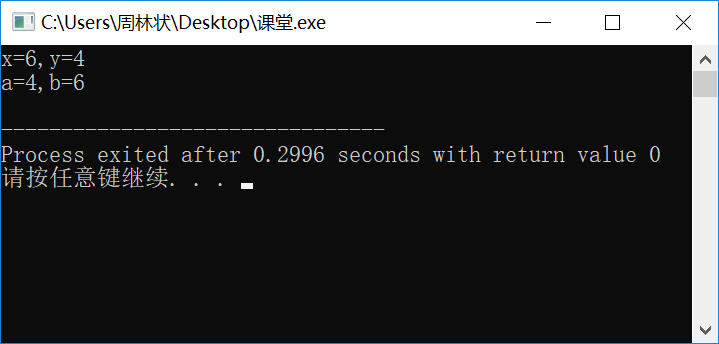 C:\Users\周林状\Desktop\课堂.exe
x=6,y=4
a=4,b=6
--------------------------------
Process exited after 0.2996 seconds with return value 0
请按任意键继续. . .